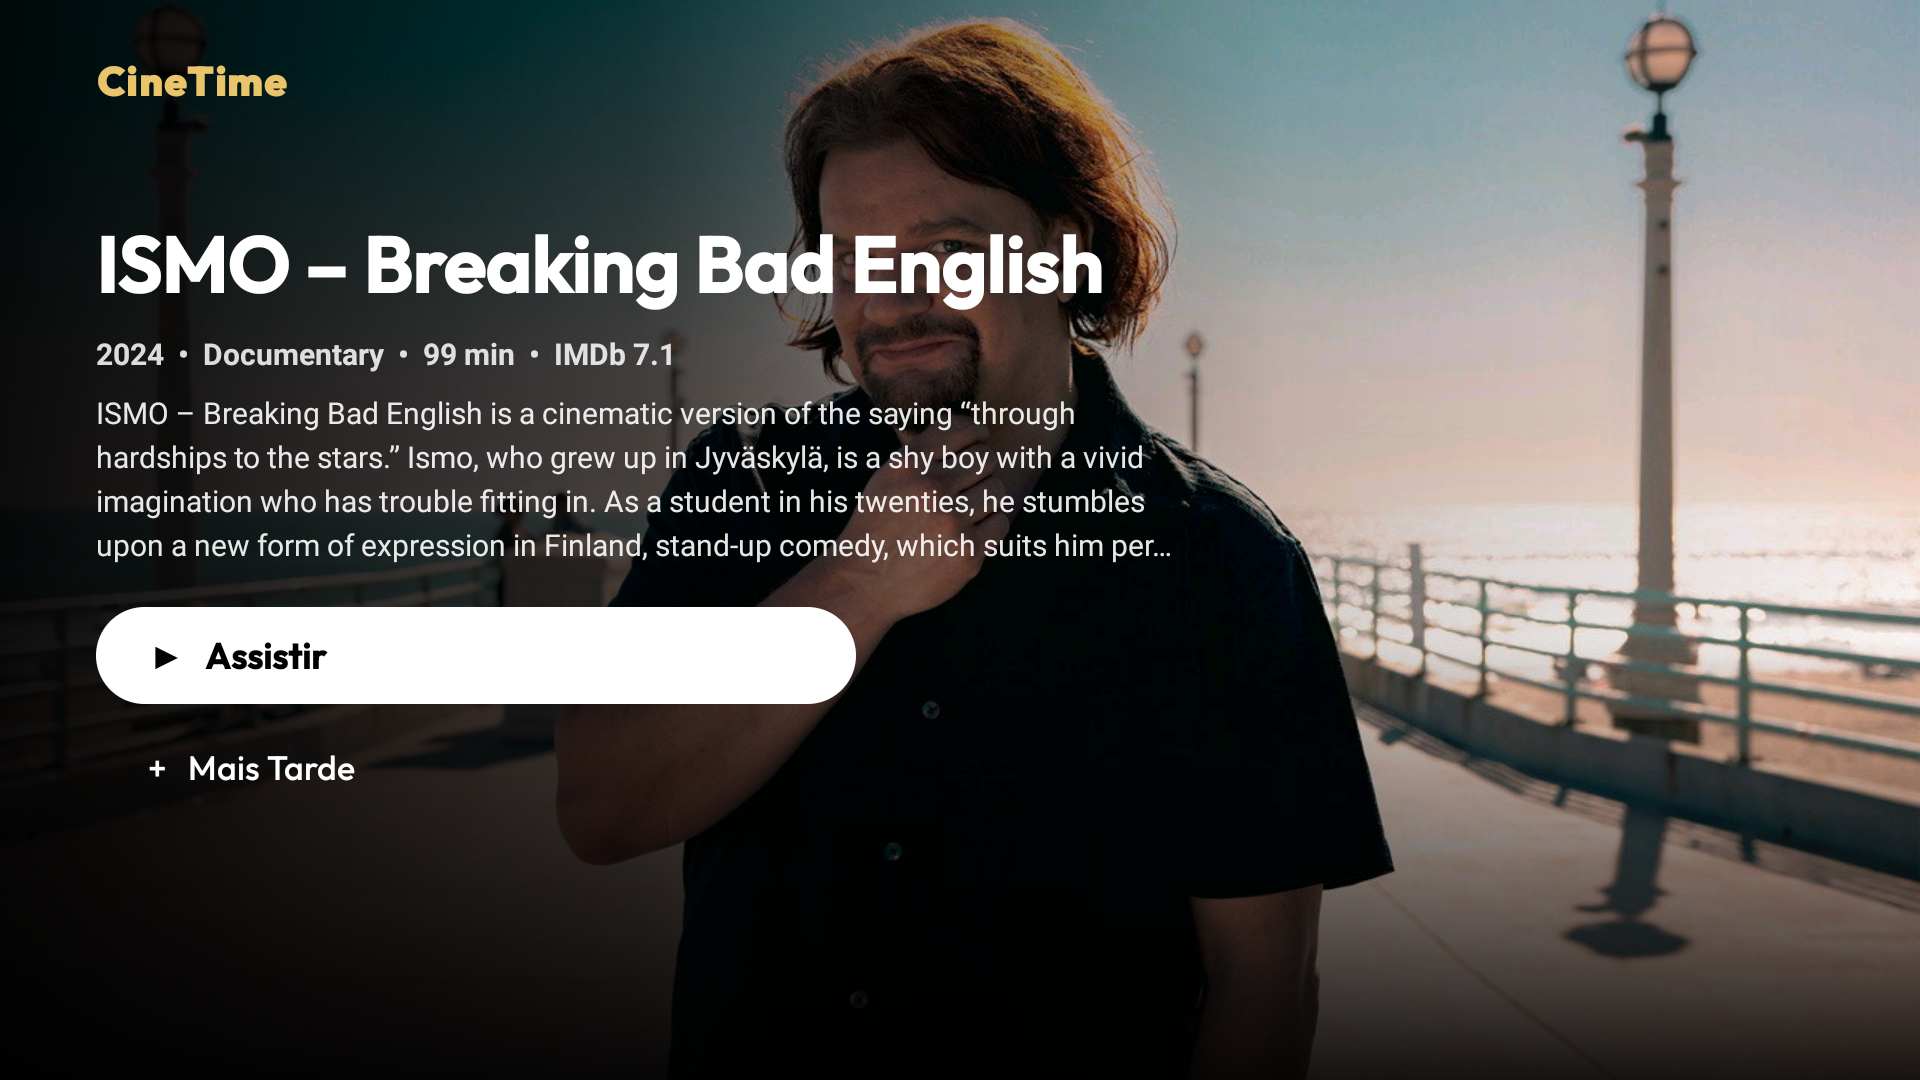 CineTime
ISMO – Breaking Bad English
2024 • Documentary • 99 min • IMDb 7.1
ISMO – Breaking Bad English is a cinematic version of the saying “through
hardships to the stars.” Ismo, who grew up in Jyväskylä, is a shy boy with a vivid
imagination who has trouble fitting in. As a student in his twenties, he stumbles
upon a new form of expression in Finland, stand-up comedy, which suits him per...
► Assistir
+ Mais Tarde